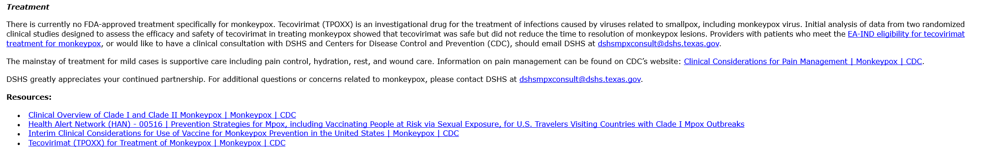 Treatment
There is currently no FDA-approved treatment specifically for monkeypox. Tecovirimat (TPOXX) is an investigational drug for the treatment of infections caused by viruses related to smallpox, including monkeypox virus. Initial analysis of data from two randomized
clinical studies designed to assess the efficacy and safety of tecovirimat in treating monkeypox showed that tecovirimat was safe but did not reduce the time to resolution of monkeypox lesions. Providers with patients who meet the EA-IND eligibility for tecovirimat
treatment for monkeypox, or would like to have a clinical consultation with DSHS and Centers for Disease Control and Prevention (CDC), should email DSHS at dshsmpxconsult@dshs.texas.gov.
The mainstay of treatment for mild cases is supportive care including pain control, hydration, rest, and wound care. Information on pain management can be found on CDC’s website: Clinical Considerations for Pain Management | Monkeypox | CDC.
DSHS greatly appreciates your continued partnership. For additional questions or concerns related to monkeypox, please contact DSHS at dshsmpxconsult@dshs.texas.gov.
Resources:
• Clinical Overview of Clade I and Clade II Monkeypox | Monkeypox | CDC
• Health Alert Network (HAN) - 00516 | Prevention Strategies for Mpox, including Vaccinating People at Risk via Sexual Exposure, for U.S. Travelers Visiting Countries with Clade I Mpox Outbreaks
• Interim Clinical Considerations for Use of Vaccine for Monkeypox Prevention in the United States | Monkeypox | CDC
• Tecovirimat (TPOXX) for Treatment of Monkeypox | Monkeypox | CDC